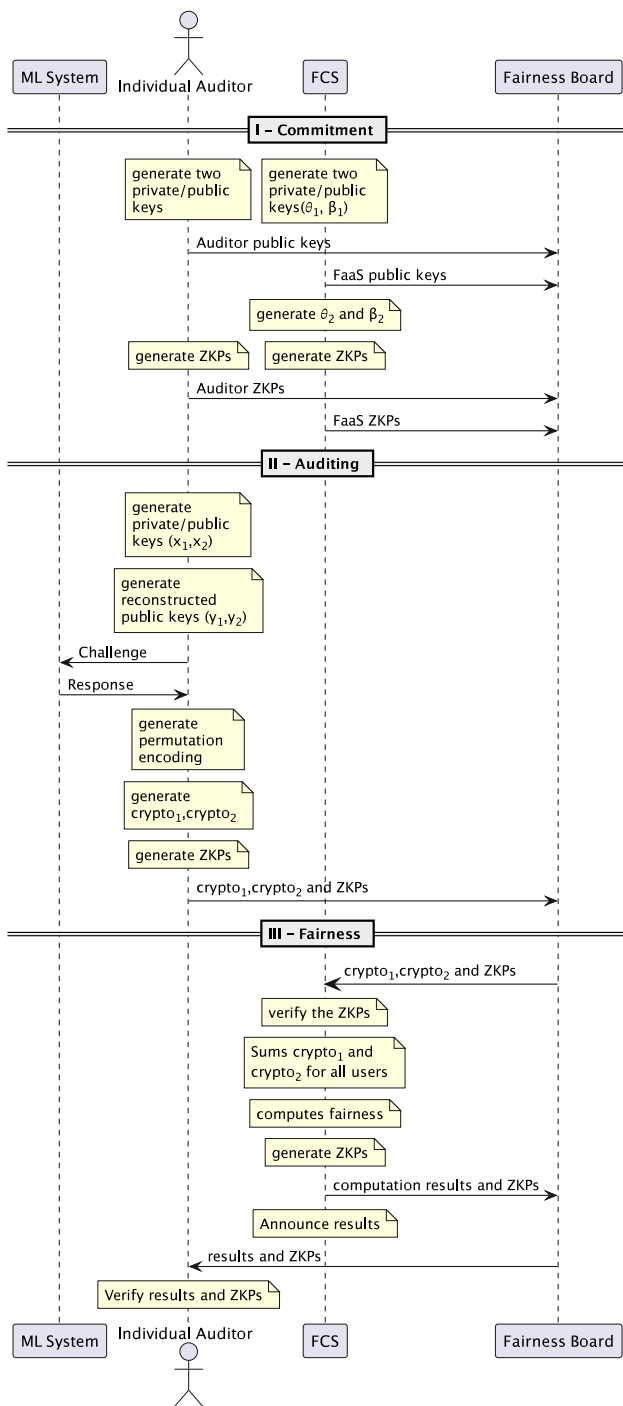 ML System
Individual Auditor
FCS
Fairness Board
I – Commitment
generate two
private/public
keys
generate two
private/public
keys(θ1, β1)
Auditor public keys
FaaS public keys
generate θ2 and β2
generate ZKPs
generate ZKPs
Auditor ZKPs
FaaS ZKPs
II – Auditing
generate
private/public
keys (x1,x2)
generate
reconstructed
public keys (y1,y2)
Challenge
Response
generate
permutation
encoding
generate
crypto1,crypto2
generate ZKPs
crypto1,crypto2 and ZKPs
III – Fairness
crypto1,crypto2 and ZKPs
verify the ZKPs
Sums crypto1 and
crypto2 for all users
computes fairness
generate ZKPs
computation results and ZKPs
Announce results
results and ZKPs
Verify results and ZKPs
ML System
Individual Auditor
FCS
Fairness Board